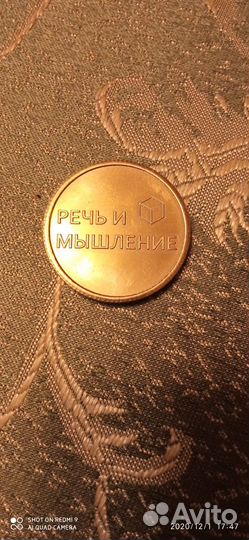 РЕЧЬ И
МЫШЛЕНИЕ
SHOT ON REDMI 9
AI QUAD CAMERA
Avito
2020/12/1 17:47